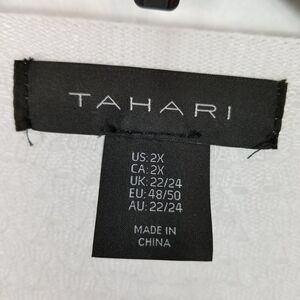 TAHARI
US: 2X
CA: 2X
UK: 22/24
EU: 48/50
AU: 22/24
MADE IN
CHINA